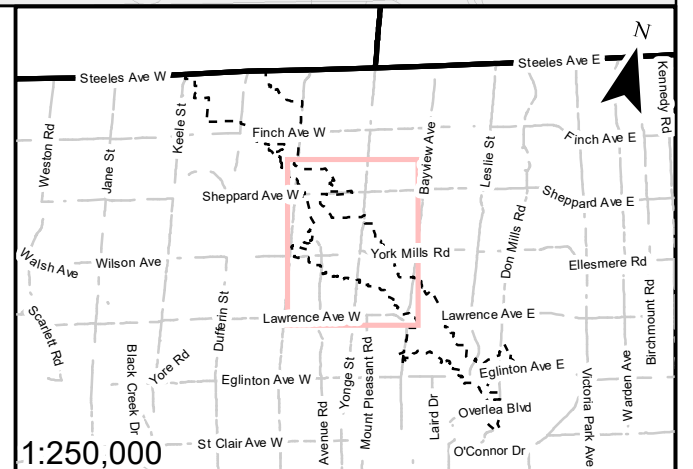 N
Steeles Ave W
Steeles Ave E
Kennedy Rd
Weston Rd
Jane St
Keele St
Finch Ave W
Bayview Ave
Leslie St
Finch Ave E
Sheppard Ave W
Sheppard Ave E
Don Mills Rd
Walsh Ave
Wilson Ave
York Mills Rd
Ellesmere Rd
Birchmount Rd
Scarlett Rd
Dufferin St
Lawrence Ave W
Lawrence Ave E
Black Creek Dr
Yore Rd
Eglinton Ave W
Avenue Rd
Yonge St
Mount Pleasant Rd
Laird Dr
Eglinton Ave E
Overlea Blvd
Victoria Park Ave
Warden Ave
St Clair Ave W
O'Connor Dr
1:250,000